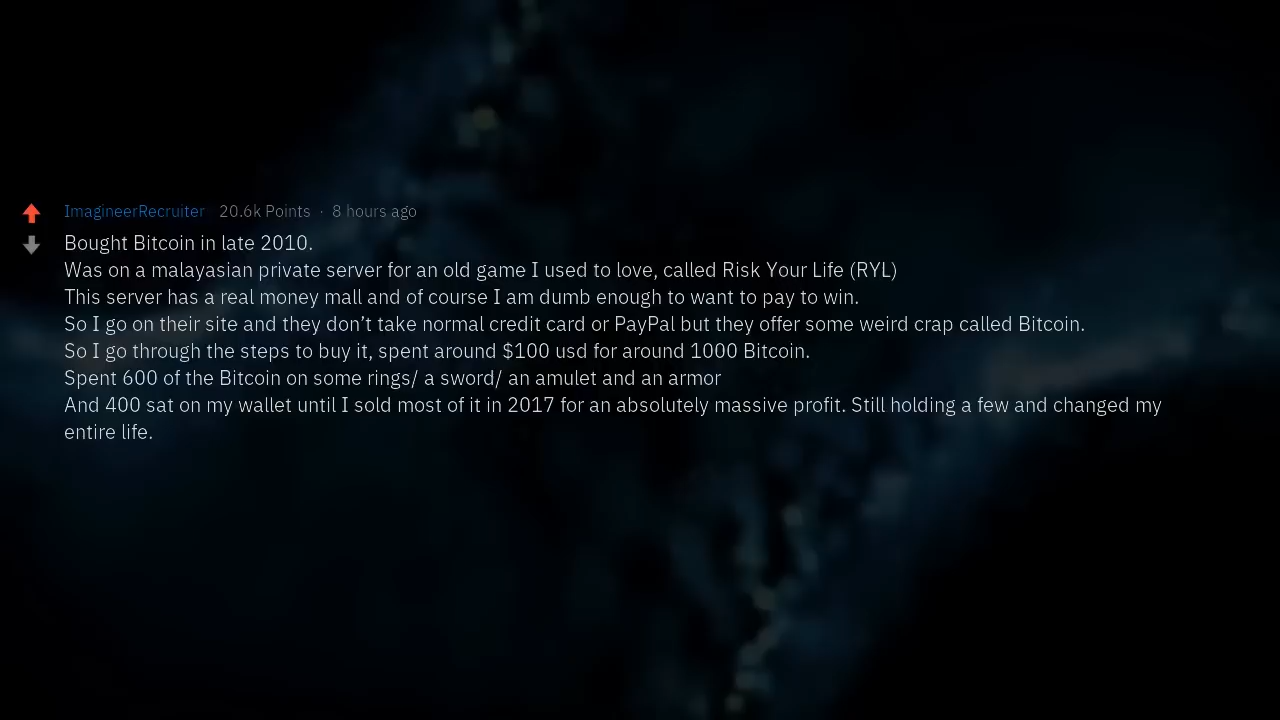 ImagineerRecruiter 20.6k Points · 8 hours ago
Bought Bitcoin in late 2010.
Was on a malayasian private server for an old game I used to love, called Risk Your Life (RYL)
This server has a real money mall and of course I am dumb enough to want to pay to win.
So I go on their site and they don’t take normal credit card or PayPal but they offer some weird crap called Bitcoin.
So I go through the steps to buy it, spent around $100 usd for around 1000 Bitcoin.
Spent 600 of the Bitcoin on some rings/ a sword/ an amulet and an armor
And 400 sat on my wallet until I sold most of it in 2017 for an absolutely massive profit. Still holding a few and changed my
entire life.